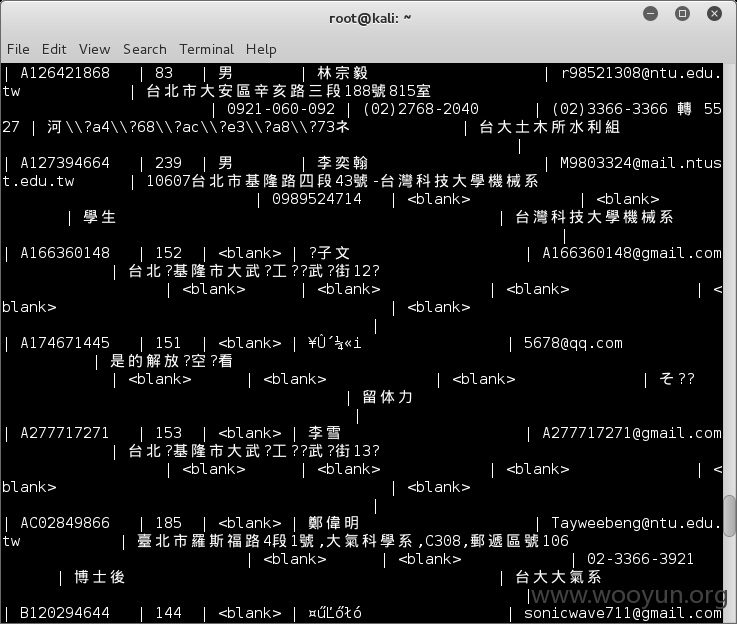 root@kali: ~
File Edit View Search Terminal Help
| A126421868 | 83 | 男 | 林宗毅 | r98521308@ntu.edu.
tw | 台北市大安區辛亥路三段188號815室
| 0921-060-092 | (02)2768-2040 | (02)3366-3366 轉 55
27 | 河\\?a4\\?68\\?ac\\?e3\\?a8\\?73ネ | 台大土木所水利組
|
| A127394664 | 239 | 男 | 李奕翰 | M9803324@mail.ntus
t.edu.tw | 10607台北市基隆路四段43號-台灣科技大學機械系
| 0989524714 | <blank> | <blank>
| 學生 | 台灣科技大學機械系
|
| A166360148 | 152 | <blank> | ?子文 | A166360148@gmail.com
| 台北?基隆市大武?工??武?街12?
| <blank> | <blank> | <blank> | <
blank> | <blank>
|
| A174671445 | 151 | <blank> | ¥Û´¼«i | 5678@qq.com
| 是的解放?空?看
| <blank> | <blank> | <blank> | そ??
| 留体力
|
| A277717271 | 153 | <blank> | 李雪 | A277717271@gmail.com
| 台北?基隆市大武?工??武?街13?
| <blank> | <blank> | <blank> | <
blank> | <blank>
|
| AC02849866 | 185 | <blank> | 鄭偉明 | Tayweebeng@ntu.edu.
tw | 臺北市羅斯福路4段1號,大氣科學系,C308,郵遞區號106
| <blank> | <blank> | 02-3366-3921
| 博士後 | 台大大氣系
|
www.wooyun.org
| B120294644 | 144 | <blank> | ¤űĽőłó | sonicwave711@gmail.com